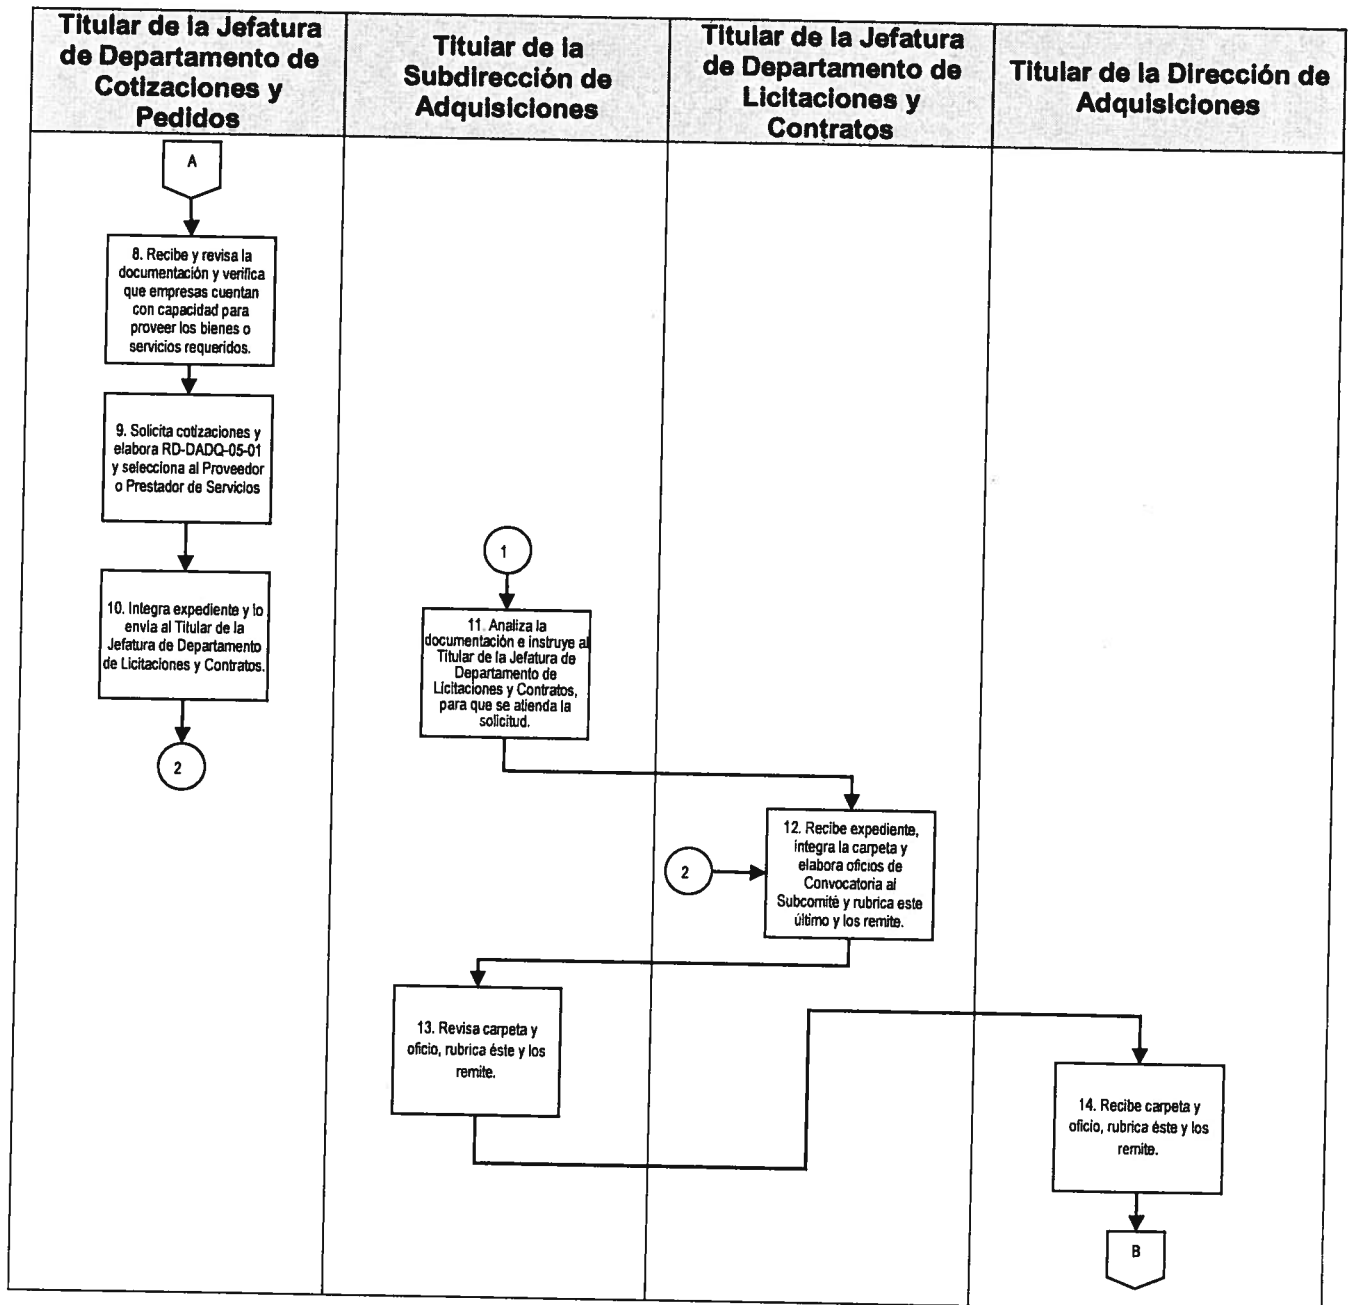 Titular de la Jefatura
de Departamento de
Cotizaciones y
Pedidos
Titular de la
Subdirección de
Adquisiciones
Titular de la Jefatura
de Departamento de
Licitaciones y
Contratos
Titular de la Dirección de
Adquisiciones
A
8. Recibe y revisa la
documentación y verifica
que empresas cuentan
con capacidad para
proveer los bienes o
servicios requeridos.
9. Solicita cotizaciones y
elabora RD-DADQ-05-01
y selecciona al Proveedor
o Prestador de Servicios
10. Integra expediente y lo
envía al Titular de la
Jefatura de Departamento
de Licitaciones y Contratos.
2
1
11. Analiza la
documentación e instruye al
Titular de la Jefatura de
Departamento de
Licitaciones y Contratos,
para que se atienda la
solicitud.
2
12. Recibe expediente,
integra la carpeta y
elabora oficios de
Convocatoria al
Subcomité y rubrica este
último y los remite.
13. Revisa carpeta y
oficio, rubrica éste y los
remite.
14. Recibe carpeta y
oficio, rubrica éste y los
remite.
B